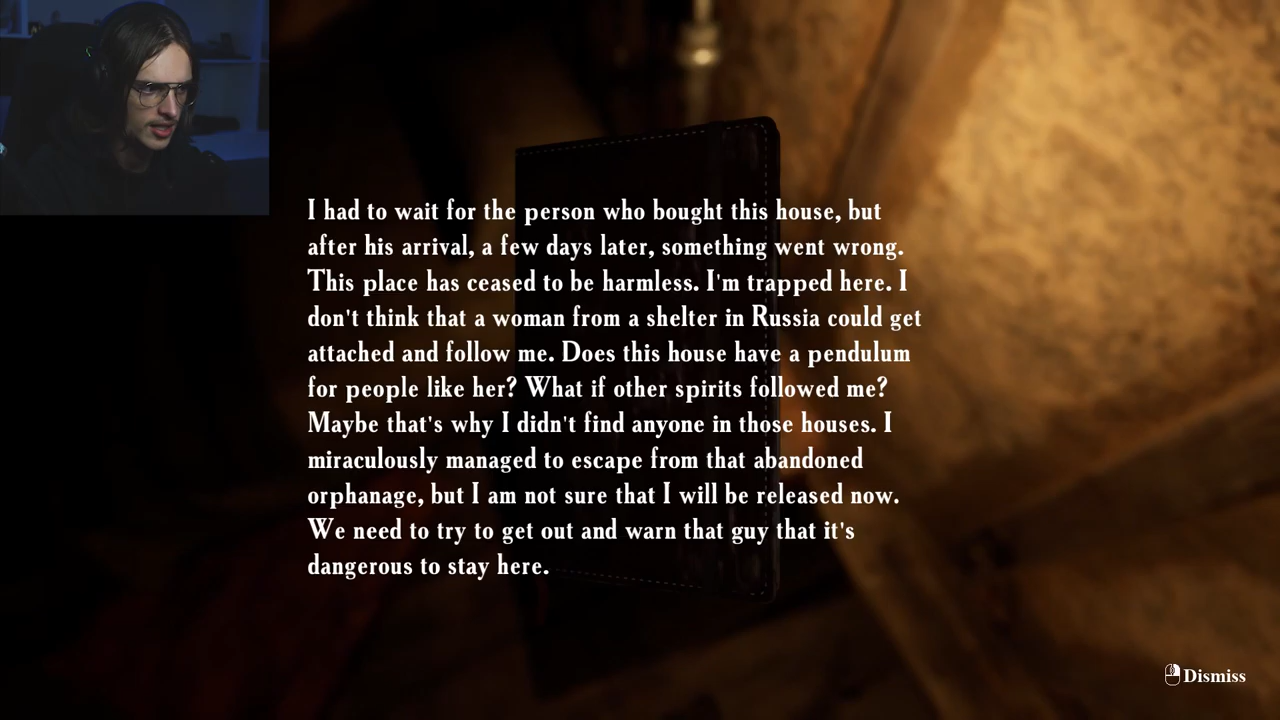 I had to wait for the person who bought this house, but
after his arrival, a few days later, something went wrong.
This place has ceased to be harmless. I'm trapped here. I
don't think that a woman from a shelter in Russia could get
attached and follow me. Does this house have a pendulum
for people like her? What if other spirits followed me?
Maybe that's why I didn't find anyone in those houses. I
miraculously managed to escape from that abandoned
orphanage, but I am not sure that I will be released now.
We need to try to get out and warn that guy that it's
dangerous to stay here.
Dismiss